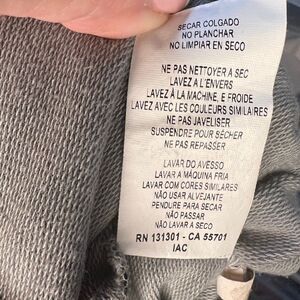 SECAR COLGADO
NO PLANCHAR
NO LIMPIAR EN SECO
NE PAS NETTOYER A SEC
LAVEZ A L'ENVERS
LAVEZ À LA MACHINE, E FROIDE
LAVEZ AVEC LES COULEURS SIMILAIRES
NE PAS JAVELISER
SUSPENDRE POUR SÉCHER
NE PAS REPASSER
LAVAR DO AVESSO
LAVAR A MÁQUINA FRIA
LAVAR COM CORES SIMILARES
NÃO USAR ALVEJANTE
PENDURE PARA SECAR
NÃO PASSAR
NÃO LAVAR A SECO
RN 131301 - CA 55701
IAC